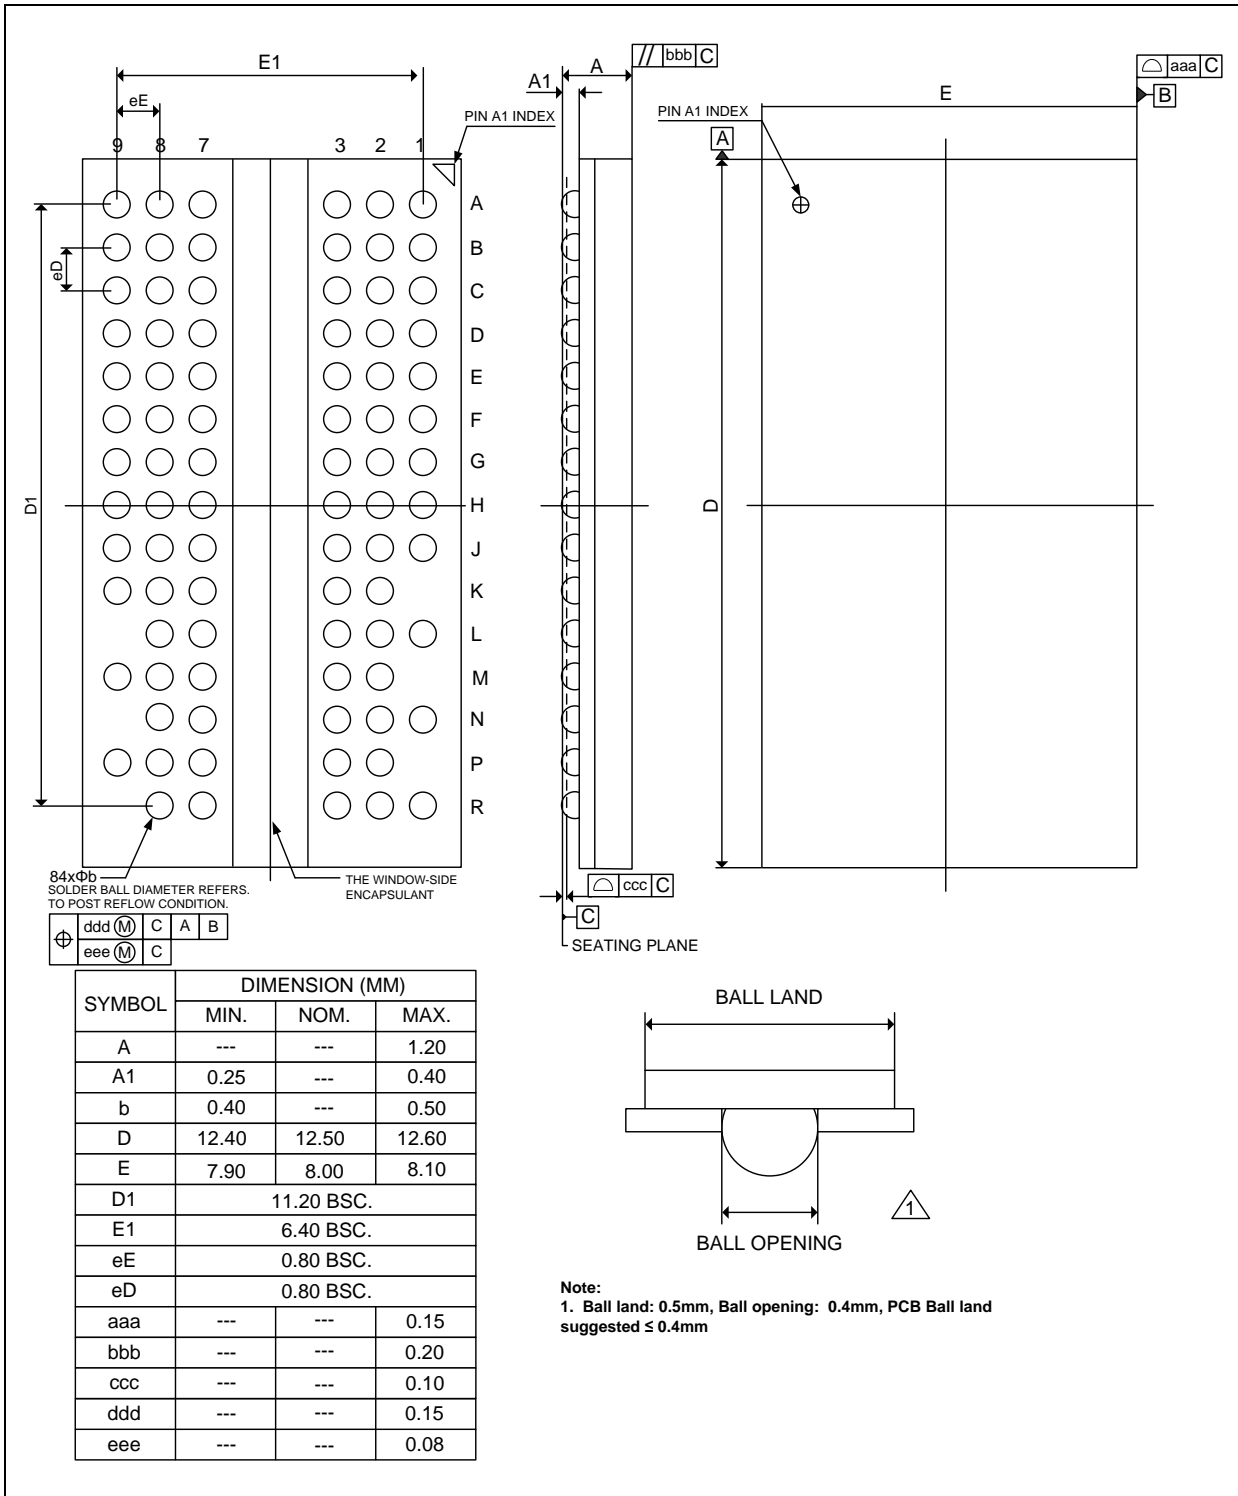 E1
eE
9 8 7 3 2 1
PIN A1 INDEX
A
B
C
D
E
F
G
H
J
K
L
M
N
P
R
eD
D1
84xΦb
SOLDER BALL DIAMETER REFERS.
TO POST REFLOW CONDITION.
ddd M C A B
eee M C
THE WINDOW-SIDE
ENCAPSULANT
A
A1
// bbb C
ccc C
C
SEATING PLANE
PIN A1 INDEX
E
aaa C
B
A
D
SYMBOL DIMENSION (MM)
MIN. NOM. MAX.
A --- --- 1.20
A1 0.25 --- 0.40
b 0.40 --- 0.50
D 12.40 12.50 12.60
E 7.90 8.00 8.10
D1 11.20 BSC.
E1 6.40 BSC.
eE 0.80 BSC.
eD 0.80 BSC.
aaa --- --- 0.15
bbb --- --- 0.20
ccc --- --- 0.10
ddd --- --- 0.15
eee --- --- 0.08
BALL LAND
1
BALL OPENING
Note:
1. Ball land: 0.5mm, Ball opening: 0.4mm, PCB Ball land
suggested ≤ 0.4mm